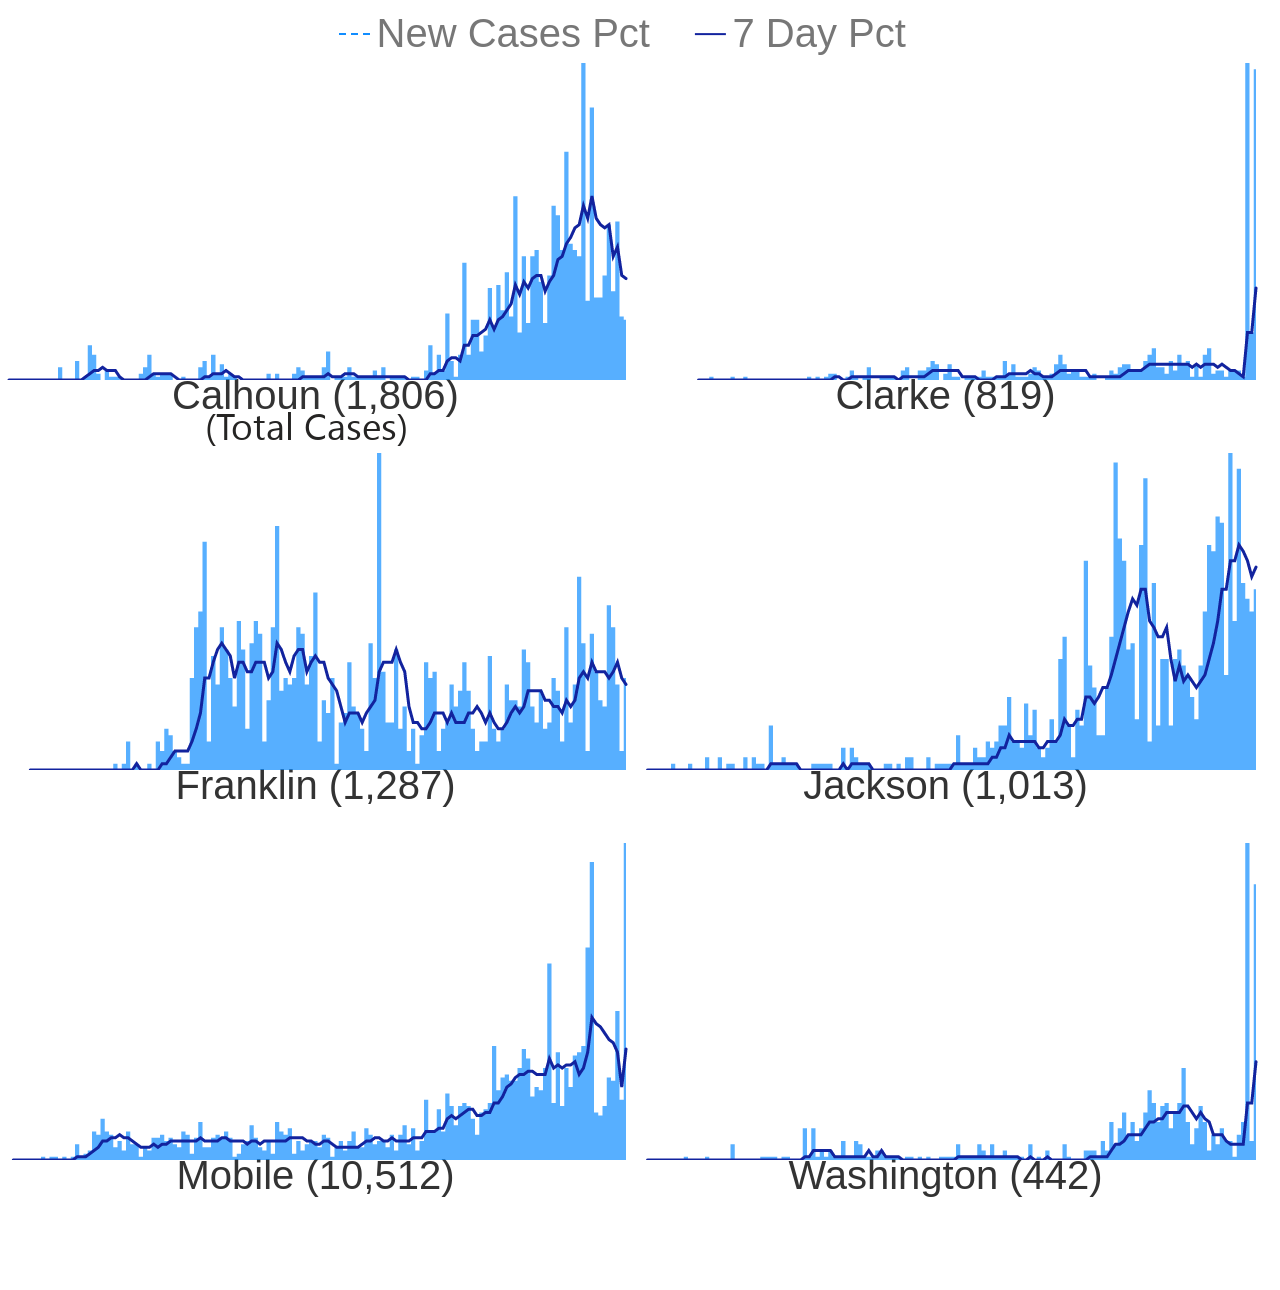 New Cases Pct 7 Day Pct
Calhoun (1,806) Clarke (819)
(Total Cases)
Franklin (1,287) Jackson (1,013)
Mobile (10,512) Washington (442)